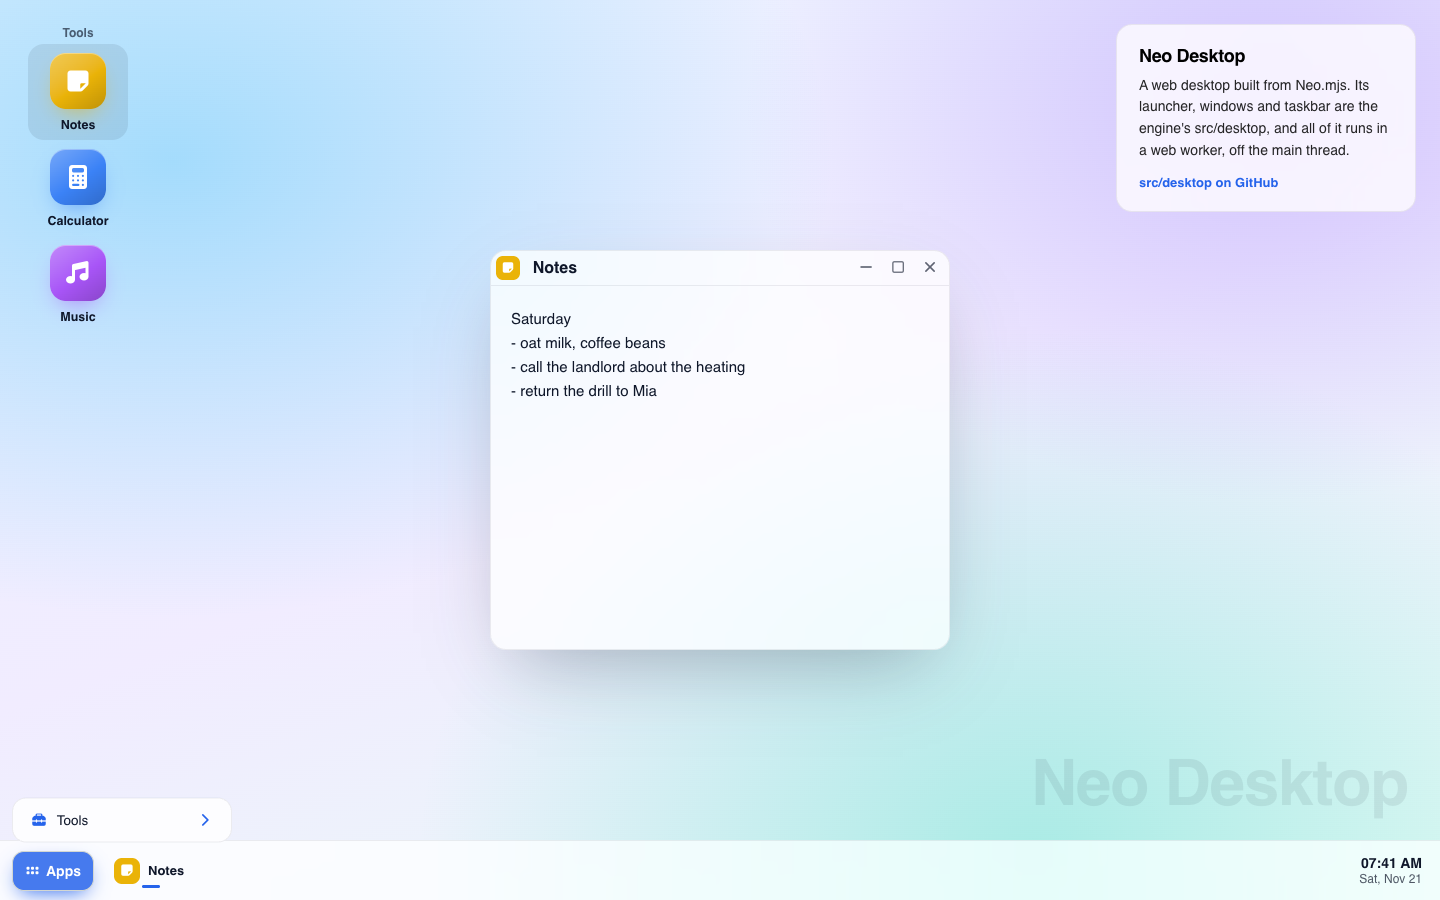 Tools
Notes
Calculator
Music
Neo Desktop
A web desktop built from Neo.mjs. Its
launcher, windows and taskbar are the
engine's src/desktop, and all of it runs in
a web worker, off the main thread.
src/desktop on GitHub
Notes
Saturday
- oat milk, coffee beans
- call the landlord about the heating
- return the drill to Mia
Neo Desktop
Tools
Apps
Notes
07:41 AM
Sat, Nov 21